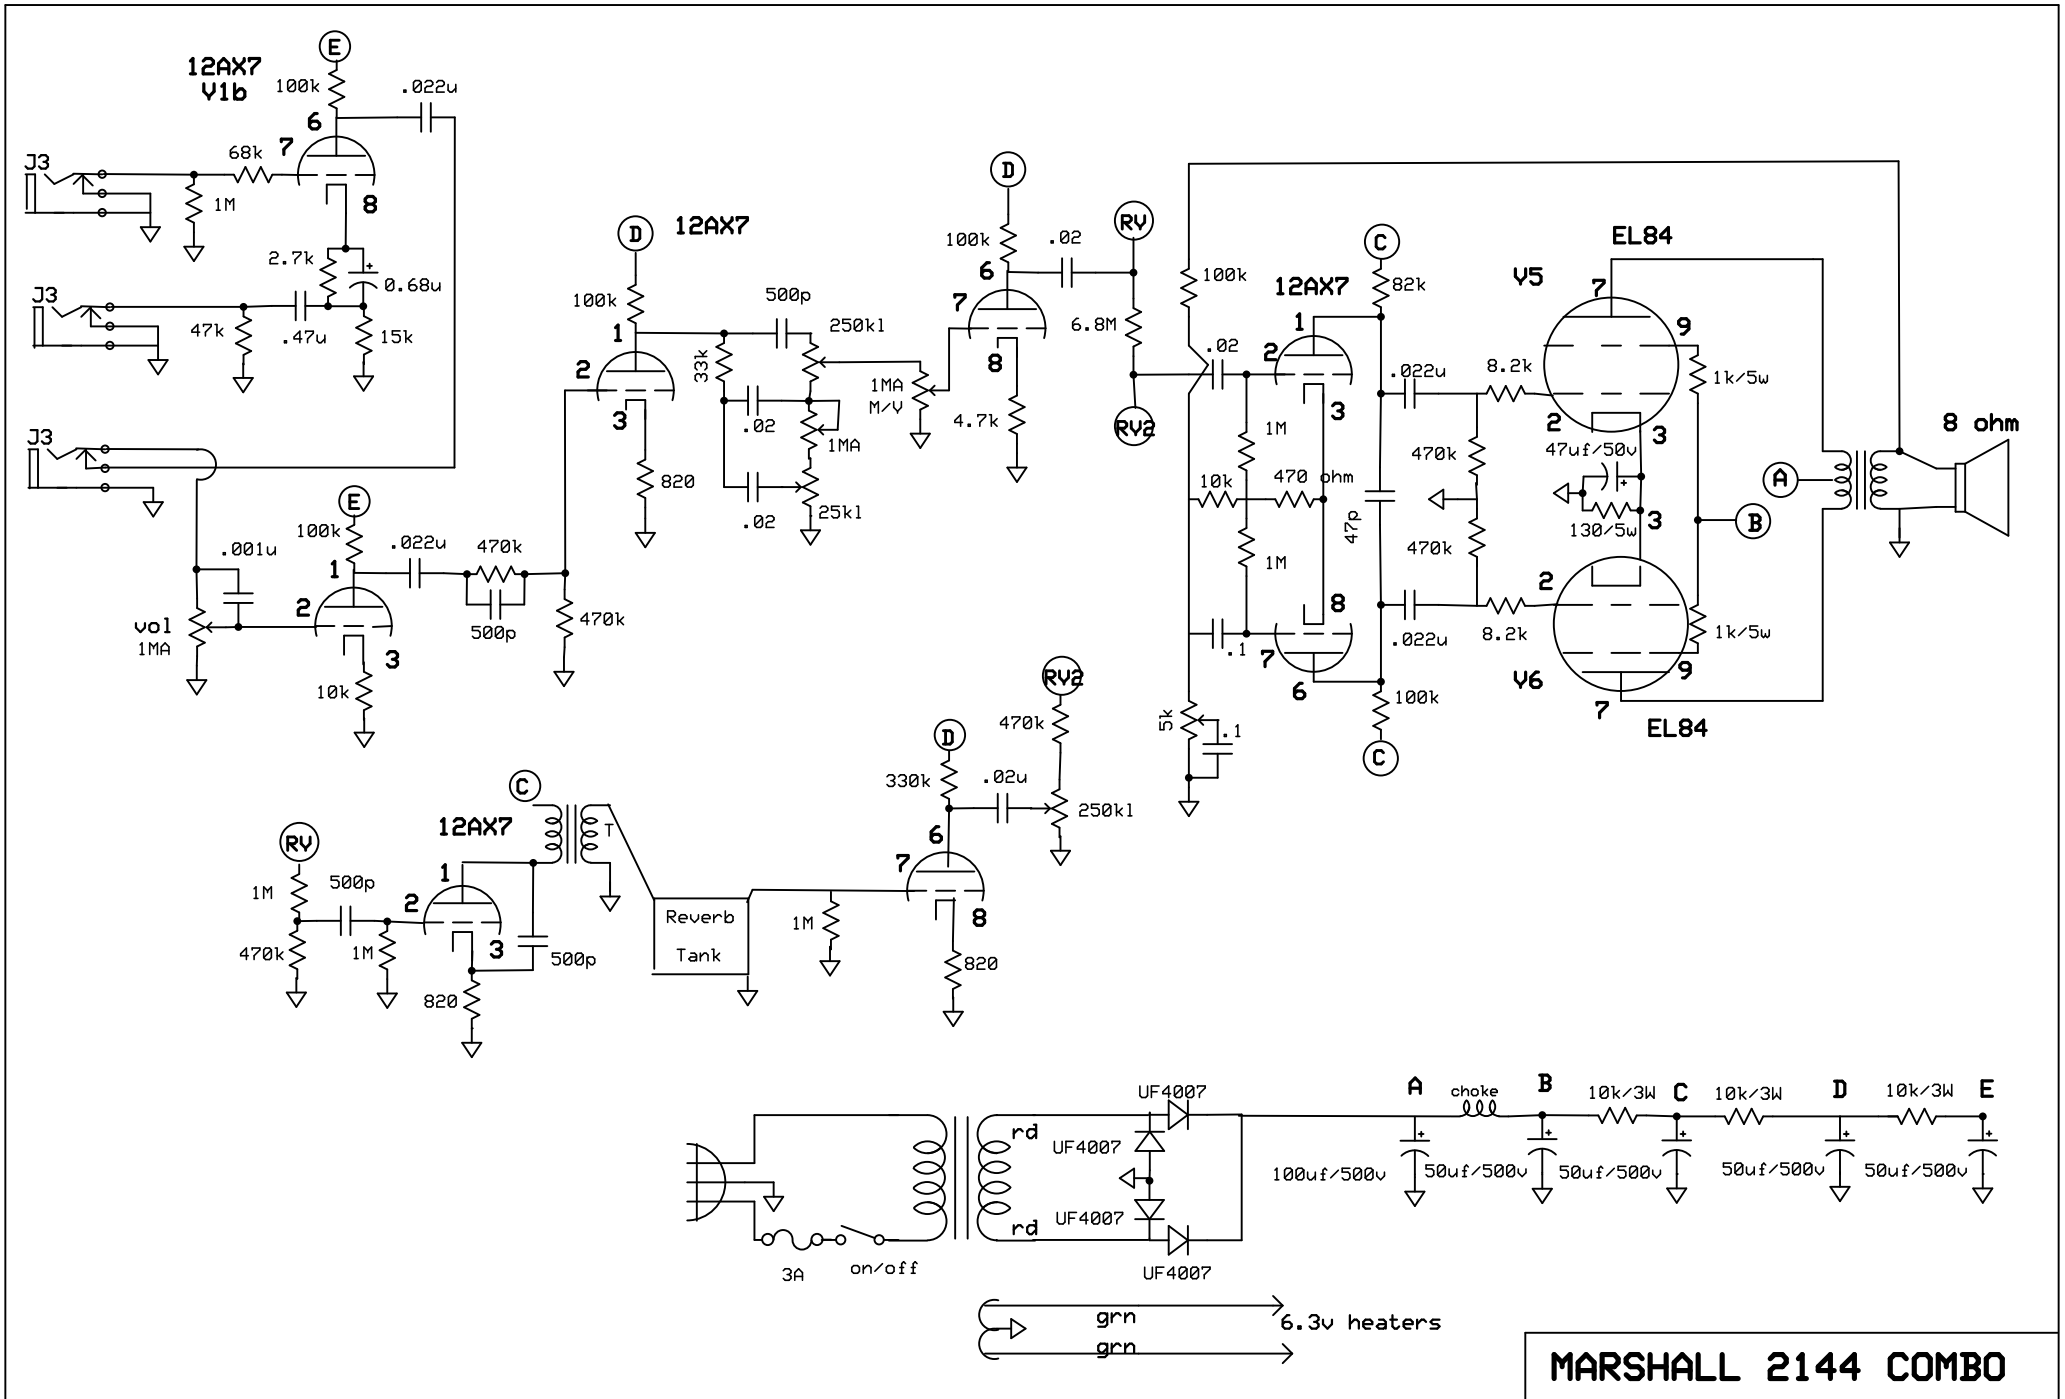 12AX7
V1b
E
100k
.022u
6
7
J3
68k
1M
8
2.7k
0.68u
J3
47k
.47u
15k
J3
E
100k
.001u
.022u
470k
1
2
500p
vol
1MA
3
10k
470k
D
12AX7
100k
1
2
3
820
500p
250kl
33k
.02
1MA
.02
25kl
1MA
M/V
D
100k
.02
6
7
8
4.7k
RV
6.8M
RV2
100k
.02
12AX7
C
82k
1
2
3
1M
10k
470 ohm
47p
1M
8
.1
7
6
100k
C
5k
.1
.022u
8.2k
470k
470k
.022u
8.2k
EL84
V5
7
9
1k/5w
2
3
47uf/50v
130/5w
3
2
9
1k/5w
V6
7
EL84
A
B
8 ohm
RV
1M
500p
12AX7
C
1
2
470k
1M
3
500p
820
T
Reverb
Tank
1M
D
330k
.02u
6
7
8
820
RV2
470k
250kl
UF4007
rd
UF4007
UF4007
rd
UF4007
3A
on/off
A
choke
B
10k/3W
C
10k/3W
D
10k/3W
E
100uf/500v
50uf/500v
50uf/500v
50uf/500v
50uf/500v
grn
6.3v heaters
grn
MARSHALL 2144 COMBO